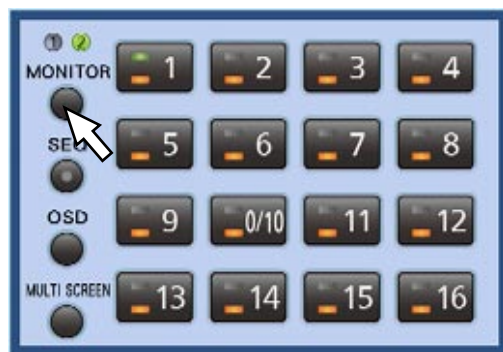 1 2
MONITOR 1 2 3 4
SEQ 5 6 7 8
OSD 9 0/10 11 12
MULTI SCREEN 13 14 15 16